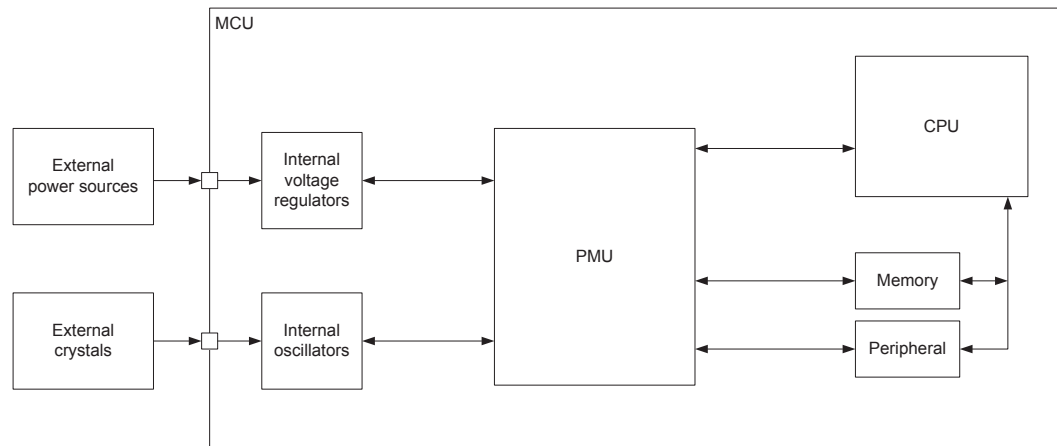 MCU
CPU
External
power sources
Internal
voltage
regulators
PMU
Memory
External
crystals
Internal
oscillators
Peripheral